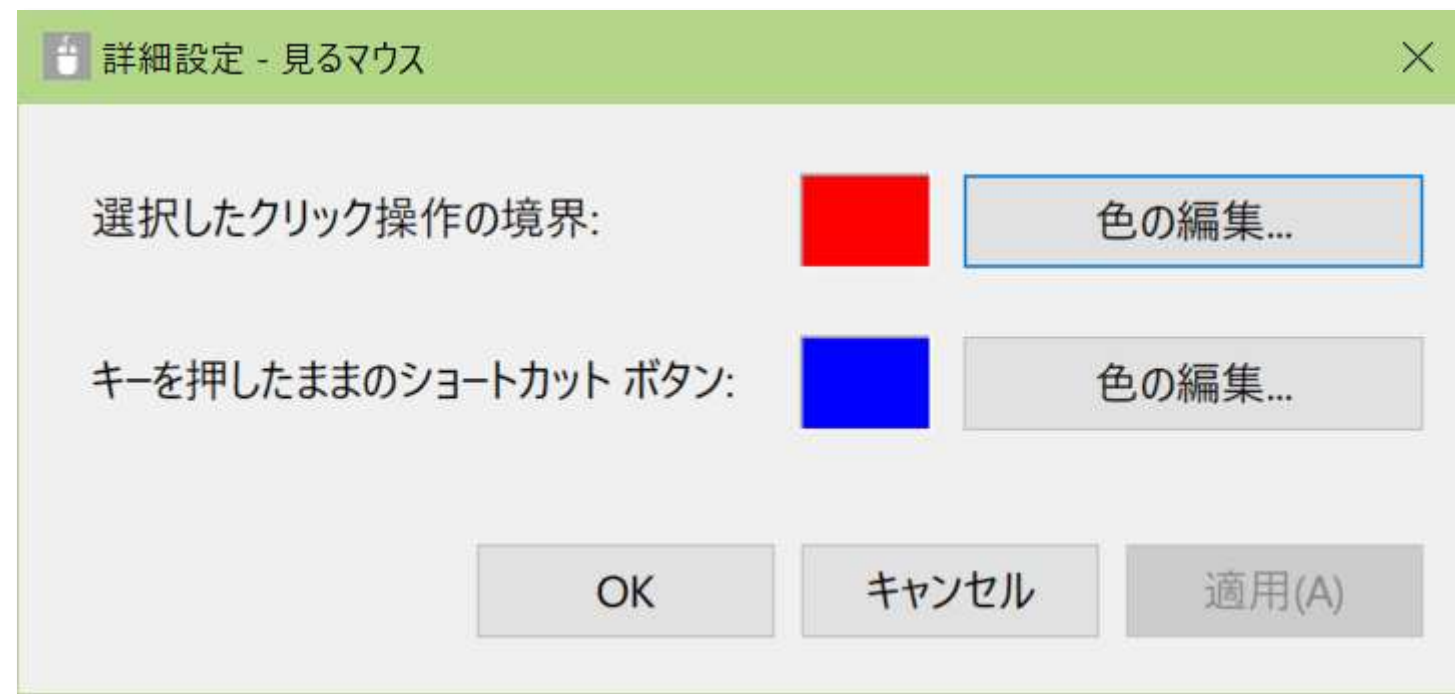 詳細設定 - 見るマウス
選択したクリック操作の境界: 色の編集...
キーを押したままのショートカット ボタン: 色の編集...
OK キャンセル 適用(A)